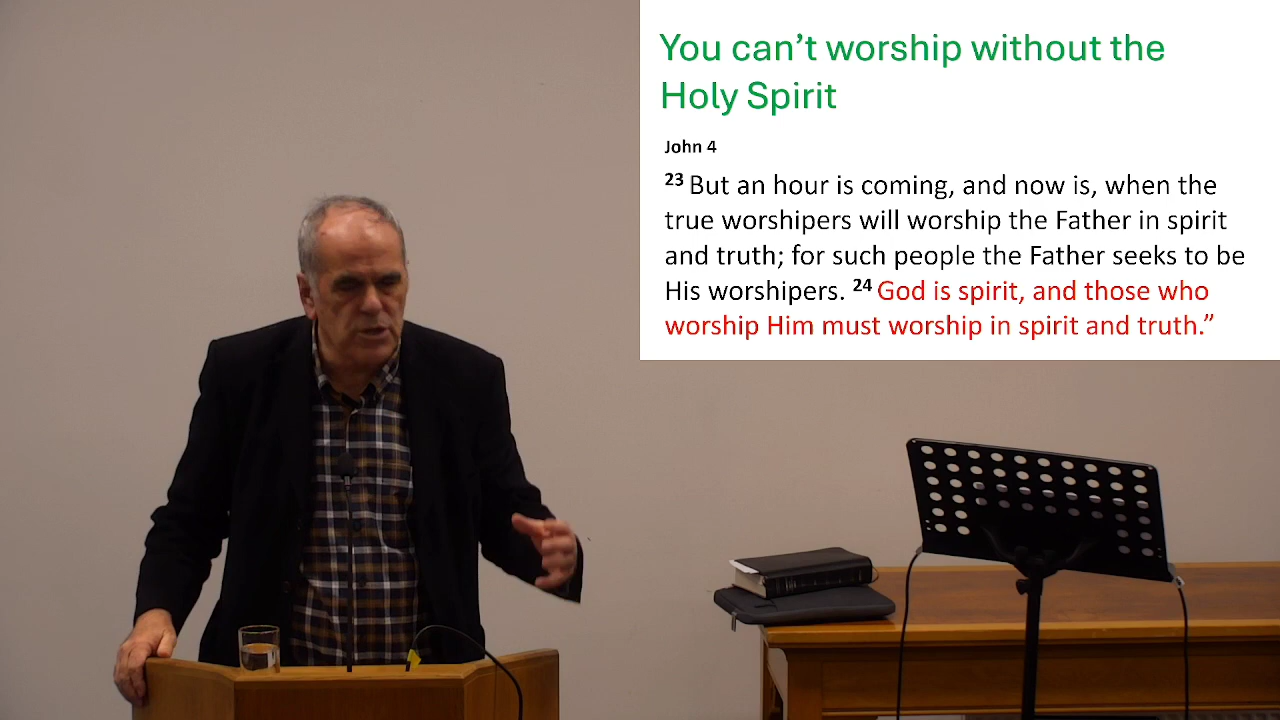 You can’t worship without the
Holy Spirit
John 4
23 But an hour is coming, and now is, when the
true worshipers will worship the Father in spirit
and truth; for such people the Father seeks to be
His worshipers. 24 God is spirit, and those who
worship Him must worship in spirit and truth.”